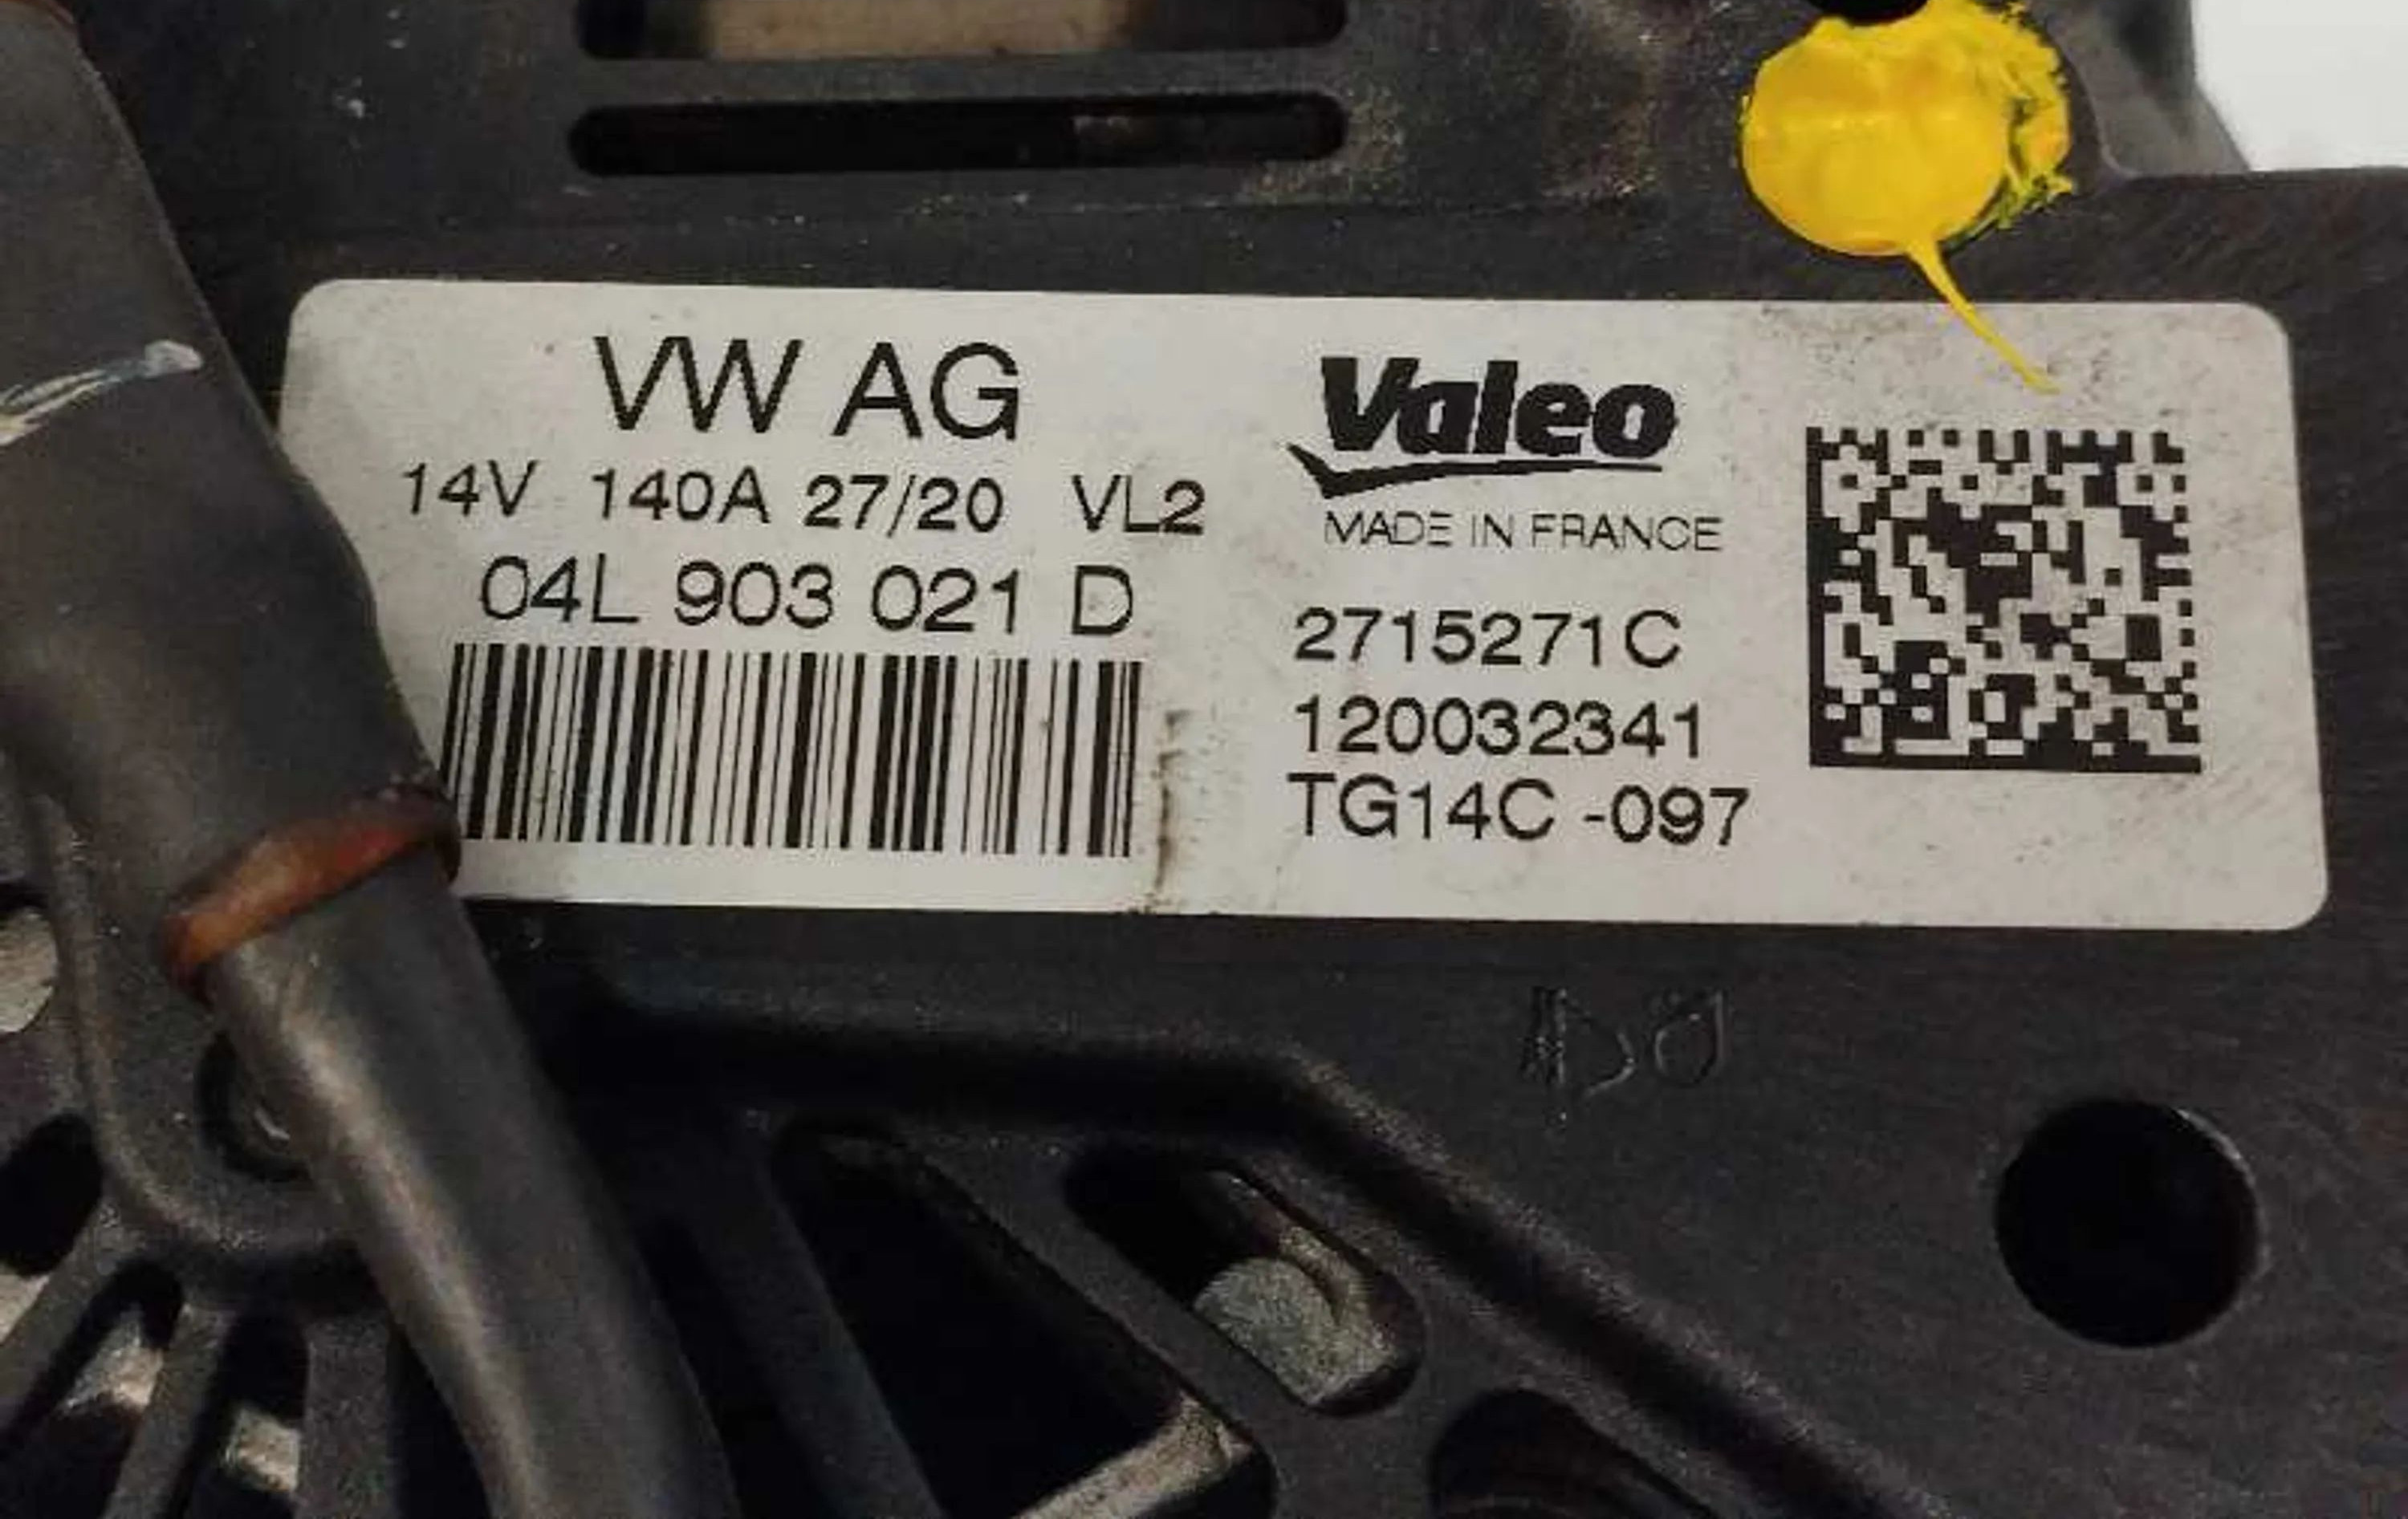 VW AG
14V 140A 27/20 VL2
04L 903 021 D
Valeo
MADE IN FRANCE
2715271C
120032341
TG14C -097